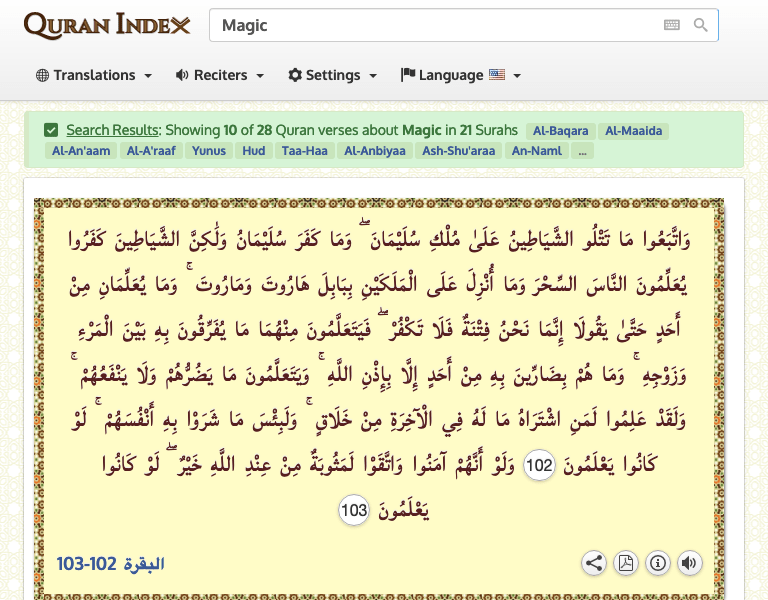 Quran Index
Magic
Translations Reciters Settings Language
Search Results: Showing 10 of 28 Quran verses about Magic in 21 Surahs Al-Baqara Al-Maaida
Al-An'aam Al-A'raaf Yunus Hud Taa-Haa Al-Anbiyaa Ash-Shu'araa An-Naml ...
وَاتَّبَعُوا مَا تَتْلُو الشَّيَاطِينُ عَلَىٰ مُلْكِ سُلَيْمَانَ ۖ وَمَا كَفَرَ سُلَيْمَانُ وَلَٰكِنَّ الشَّيَاطِينَ كَفَرُوا
يُعَلِّمُونَ النَّاسَ السِّحْرَ وَمَا أُنْزِلَ عَلَى الْمَلَكَيْنِ بِبَابِلَ هَارُوتَ وَمَارُوتَ ۚ وَمَا يُعَلِّمَانِ مِنْ
أَحَدٍ حَتَّىٰ يَقُولَا إِنَّمَا نَحْنُ فِتْنَةٌ فَلَا تَكْفُرْ ۖ فَيَتَعَلَّمُونَ مِنْهُمَا مَا يُفَرِّقُونَ بِهِ بَيْنَ الْمَرْءِ
وَزَوْجِهِ ۚ وَمَا هُمْ بِضَارِّينَ بِهِ مِنْ أَحَدٍ إِلَّا بِإِذْنِ اللَّهِ ۚ وَيَتَعَلَّمُونَ مَا يَضُرُّهُمْ وَلَا يَنْفَعُهُمْ ۚ
وَلَقَدْ عَلِمُوا لَمَنِ اشْتَرَاهُ مَا لَهُ فِي الْآخِرَةِ مِنْ خَلَاقٍ ۚ وَلَبِئْسَ مَا شَرَوْا بِهِ أَنْفُسَهُمْ ۚ لَوْ
كَانُوا يَعْلَمُونَ 102 وَلَوْ أَنَّهُمْ آمَنُوا وَاتَّقَوْا لَمَثُوبَةٌ مِنْ عِنْدِ اللَّهِ خَيْرٌ ۖ لَوْ كَانُوا
يَعْلَمُونَ 103
البقرة 102-103